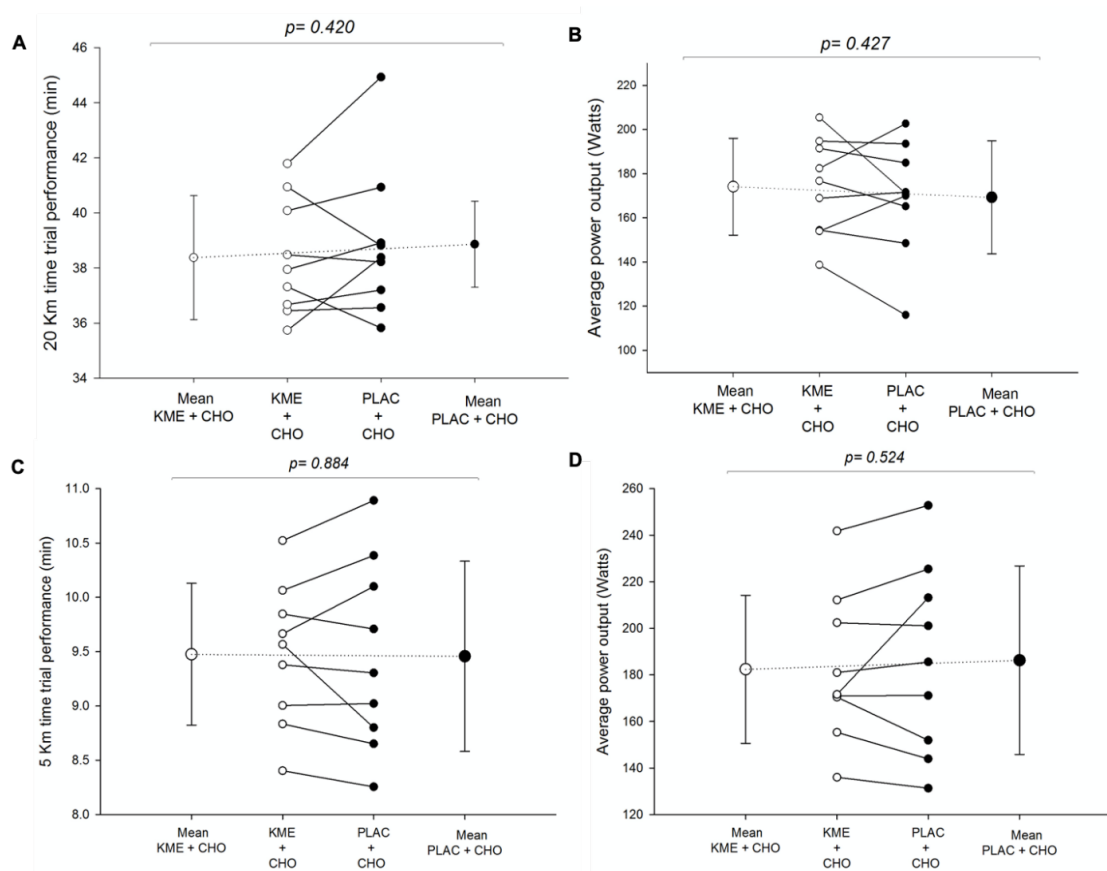 A
p= 0.420
20 Km time trial performance (min)
46
44
42
40
38
36
34
Mean KME + CHO
KME + CHO
PLAC + CHO
Mean PLAC + CHO
B
p= 0.427
Average power output (Watts)
220
200
180
160
140
120
100
Mean KME + CHO
KME + CHO
PLAC + CHO
Mean PLAC + CHO
C
p= 0.884
5 Km time trial performance (min)
11.0
10.5
10.0
9.5
9.0
8.5
8.0
Mean KME + CHO
KME + CHO
PLAC + CHO
Mean PLAC + CHO
D
p= 0.524
Average power output (Watts)
260
240
220
200
180
160
140
120
Mean KME + CHO
KME + CHO
PLAC + CHO
Mean PLAC + CHO